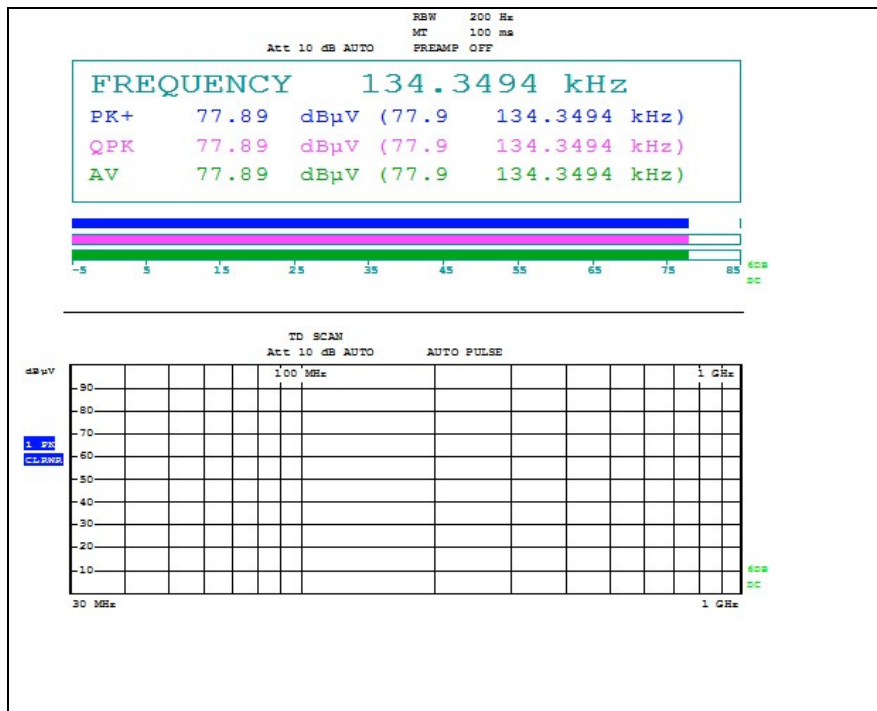 RBW 200 Hz
MT 100 ms
Att 10 dB AUTO PREAMP OFF
FREQUENCY 134.3494 kHz
PK+ 77.89 dBµV (77.9 134.3494 kHz)
QPK 77.89 dBµV (77.9 134.3494 kHz)
AV 77.89 dBµV (77.9 134.3494 kHz)
-5 5 15 25 35 45 55 65 75 85
6DB
DC
TD SCAN
Att 10 dB AUTO AUTO PULSE
dBµV
100 MHz 1 GHz
90
80
70
1 PK
CLRWR
60
50
40
30
20
10
6DB
DC
30 MHz 1 GHz